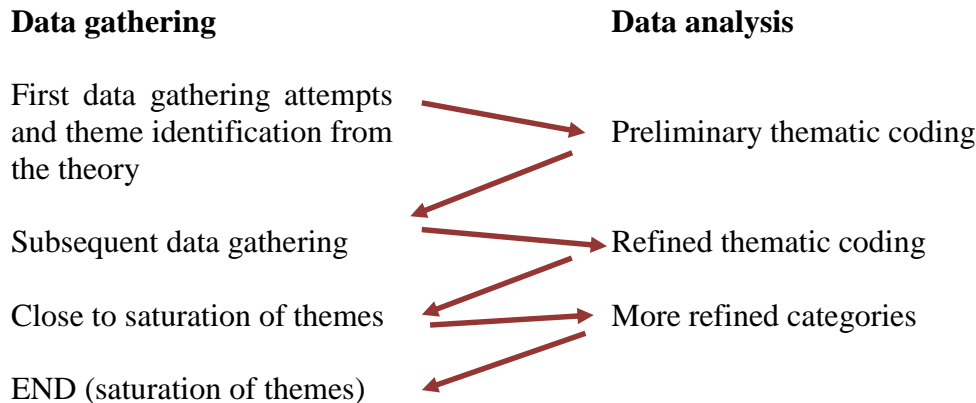 Data gathering
Data analysis
First data gathering attempts
and theme identification from
the theory
Preliminary thematic coding
Subsequent data gathering
Refined thematic coding
Close to saturation of themes
More refined categories
END (saturation of themes)